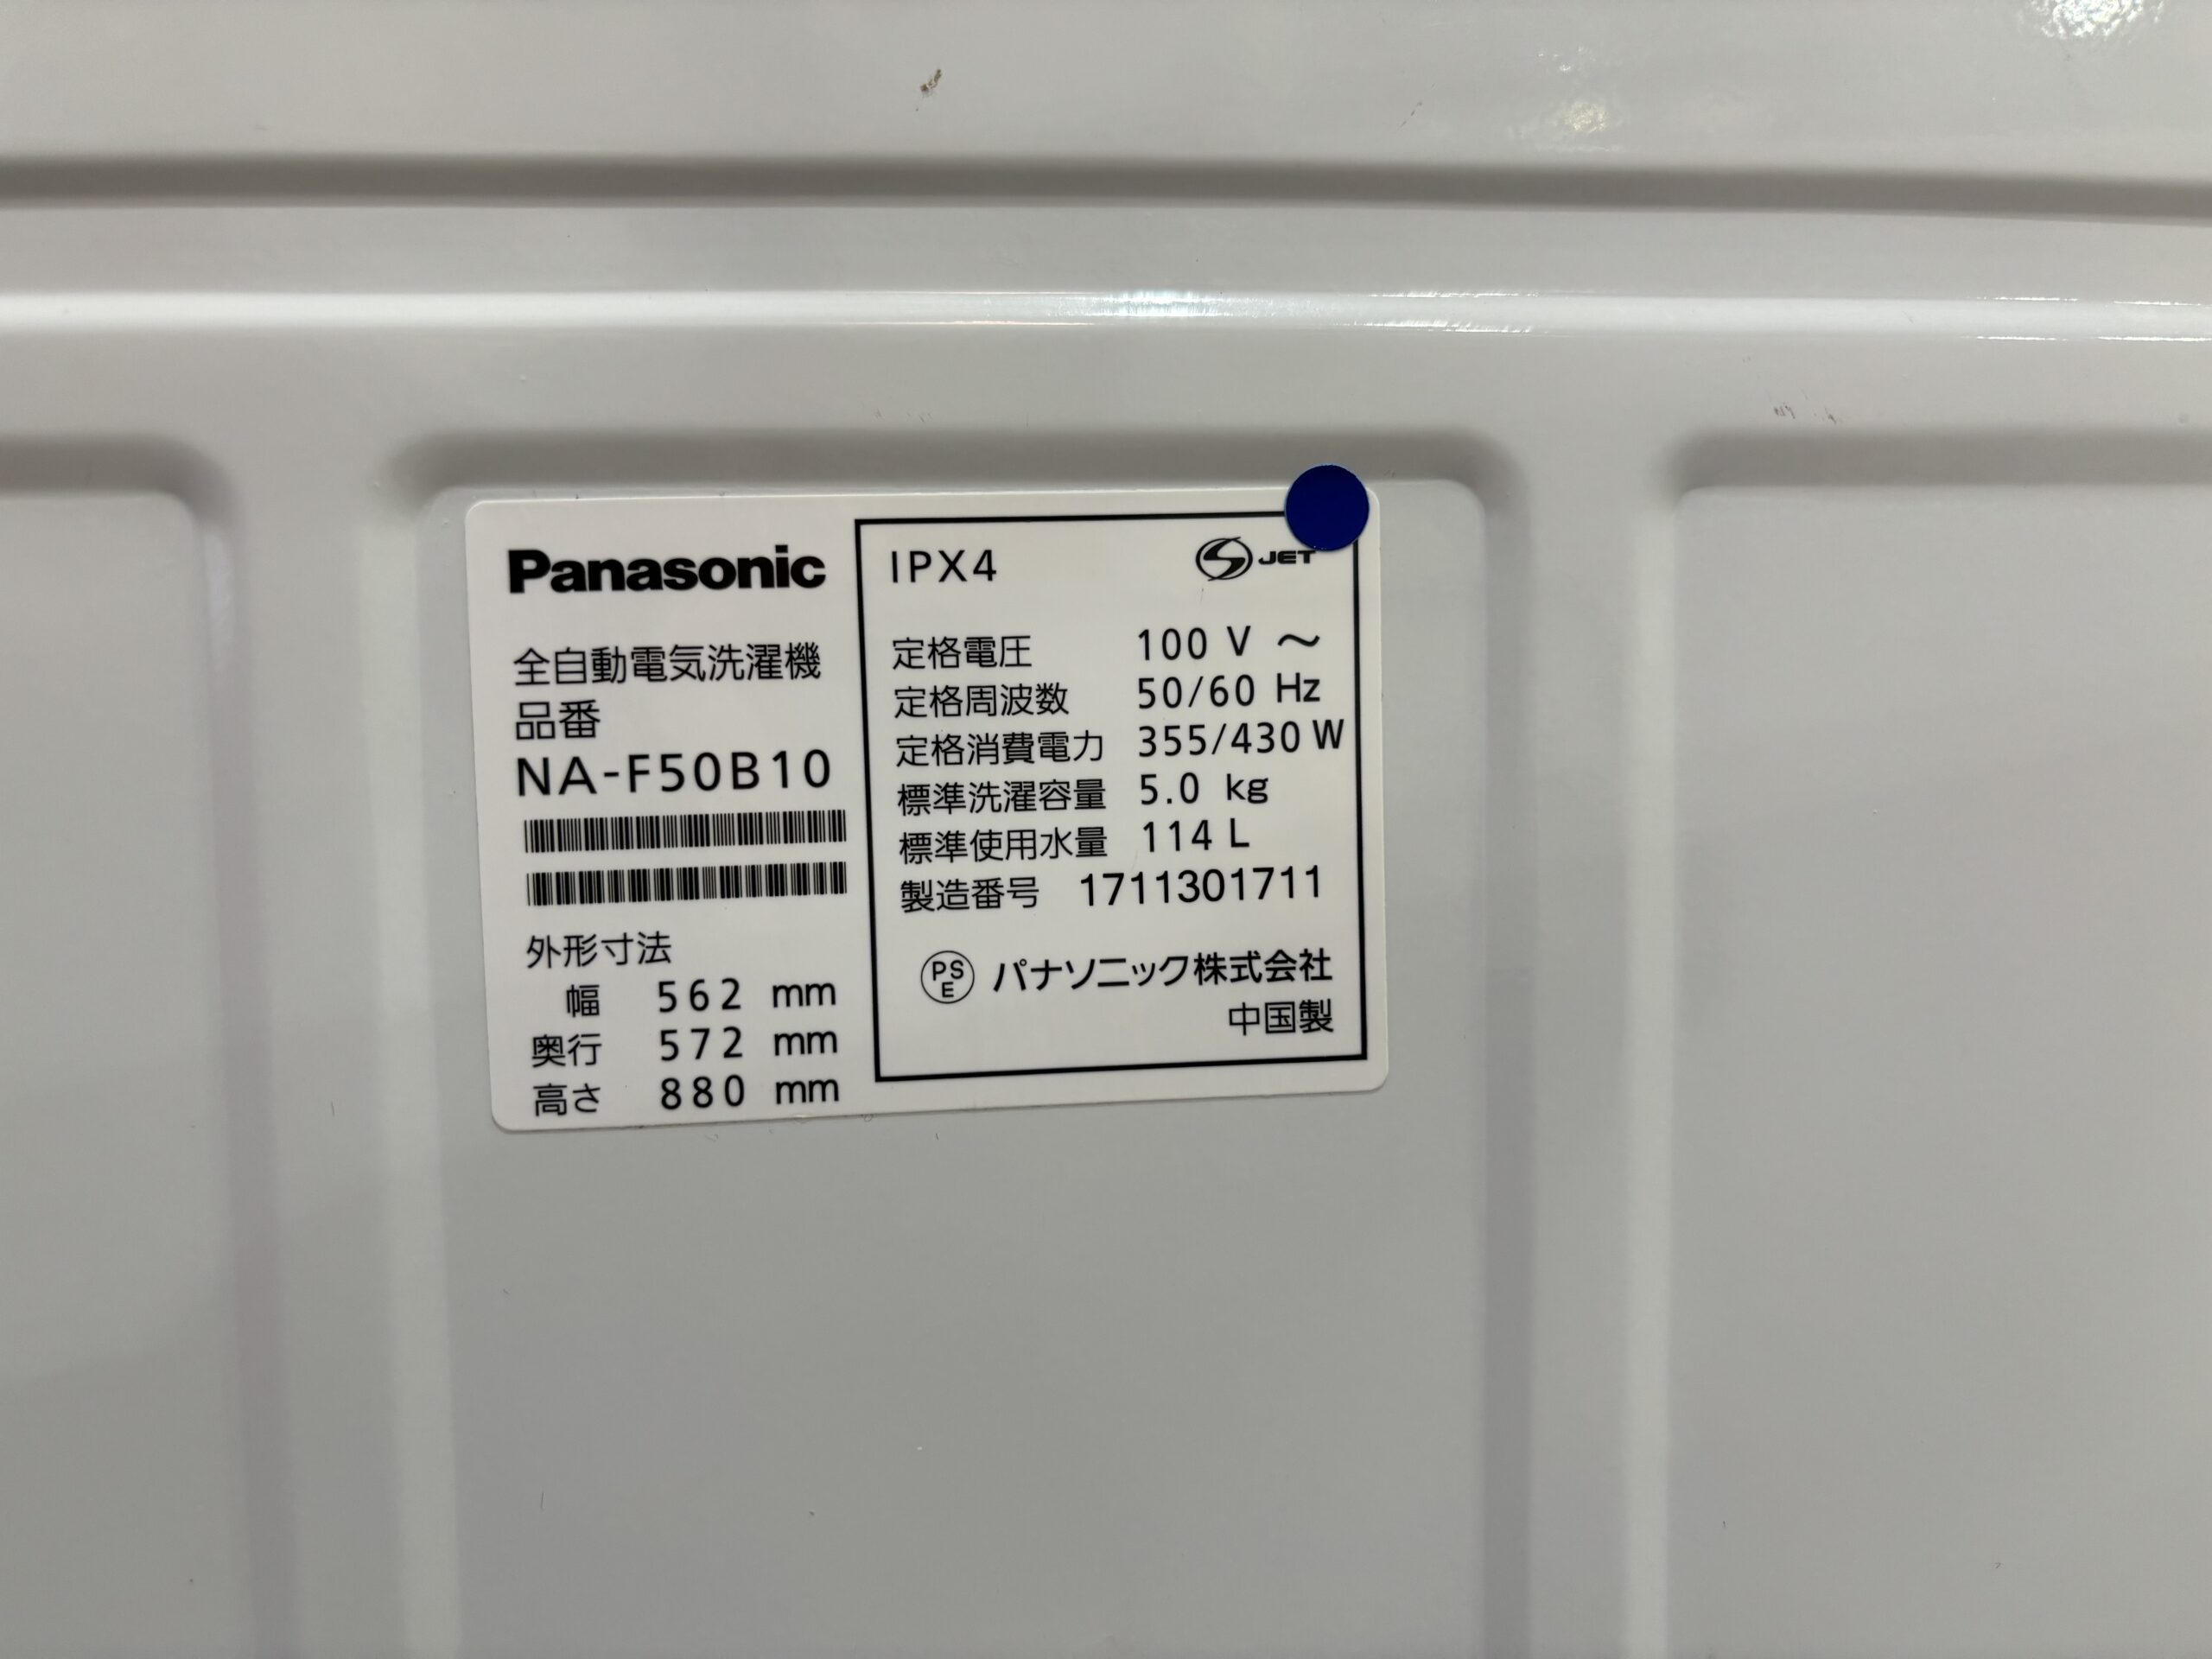 Panasonic
全自動電気洗濯機
品番
NA-F50B10
外形寸法
幅 562 mm
奥行 572 mm
高さ 880 mm
IPX4
S JET
定格電圧 100 V ～
定格周波数 50/60 Hz
定格消費電力 355/430 W
標準洗濯容量 5.0 kg
標準使用水量 114 L
製造番号 1711301711
PSE パナソニック株式会社
中国製